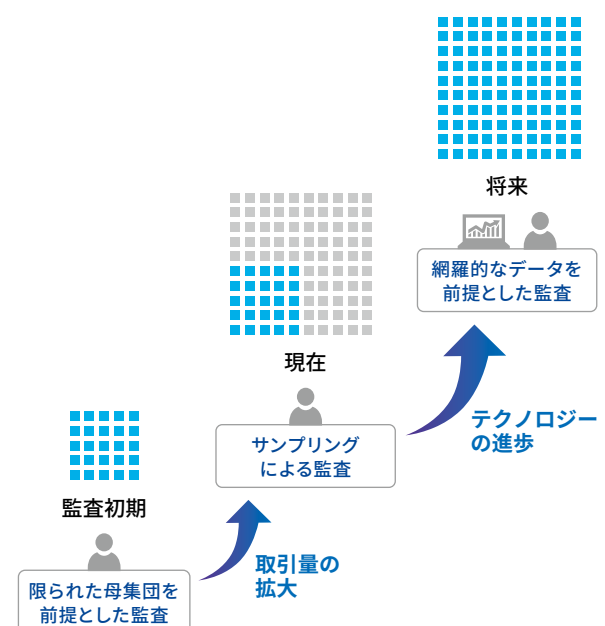 将来
網羅的なデータを
前提とした監査
現在
テクノロジー
の進歩
サンプリング
による監査
監査初期
取引量の
拡大
限られた母集団を
前提とした監査